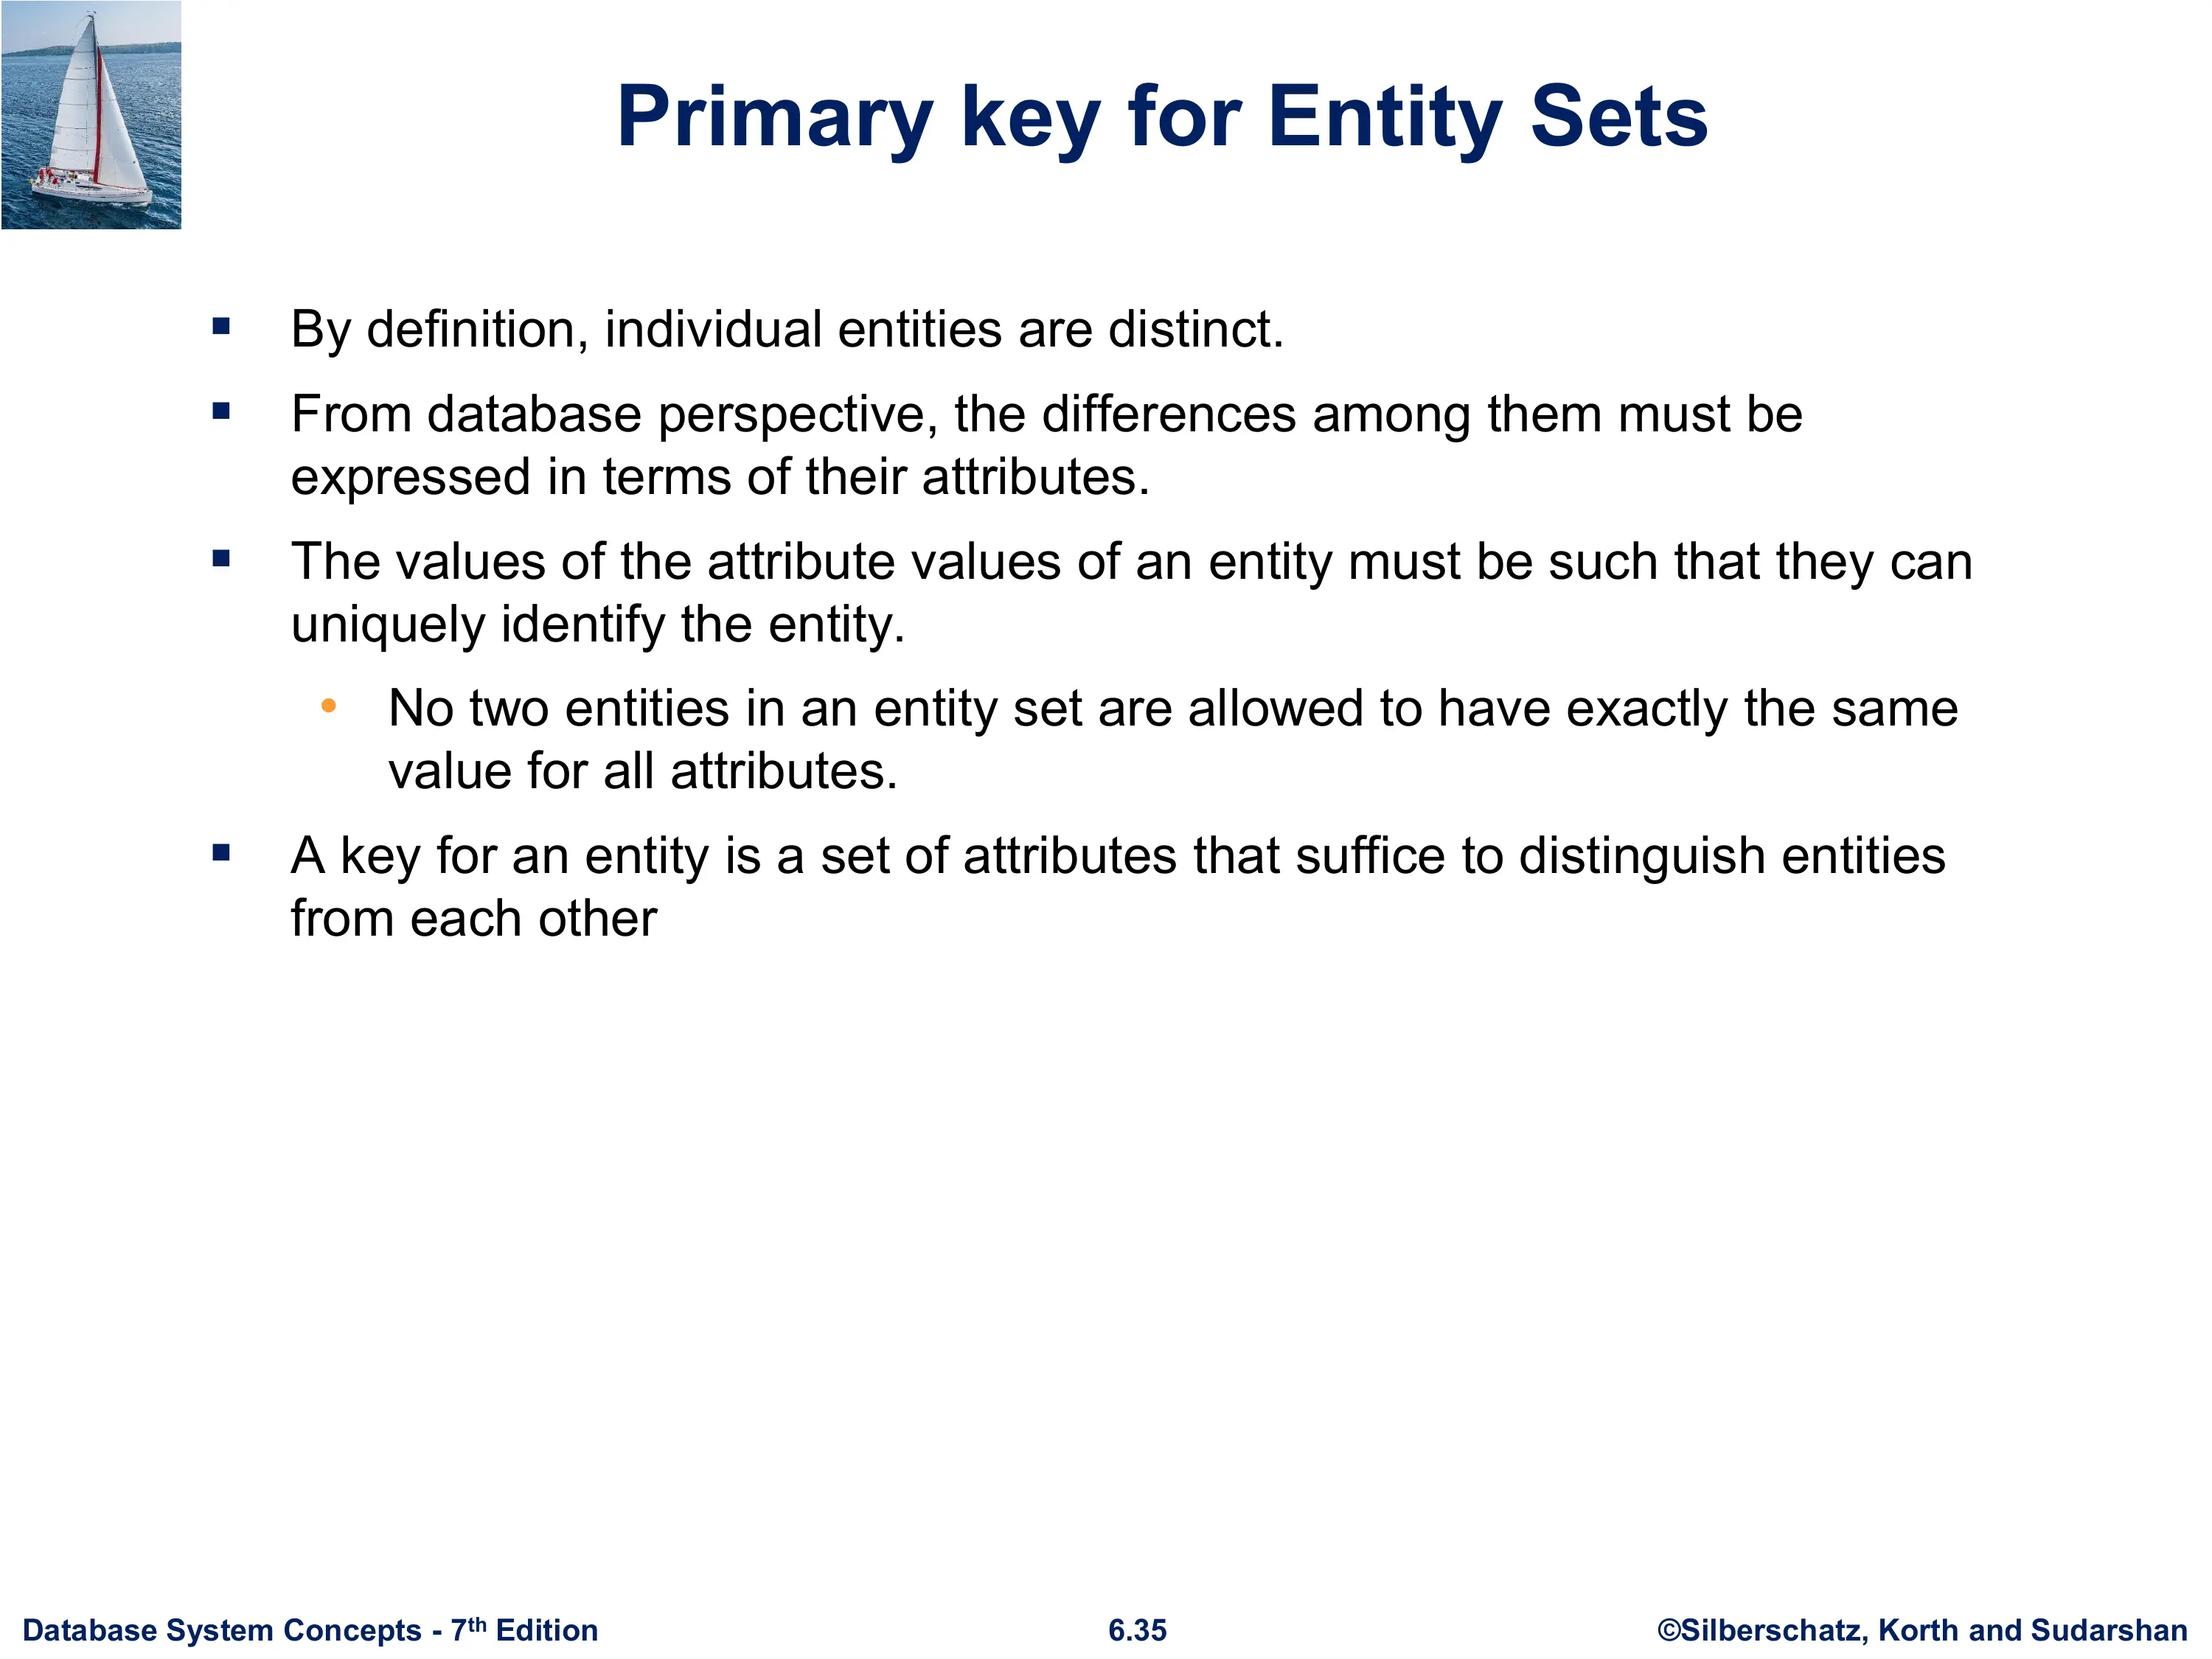 Primary key for Entity Sets
▪ By definition, individual entities are distinct.
▪ From database perspective, the differences among them must be
expressed in terms of their attributes.
▪ The values of the attribute values of an entity must be such that they can
uniquely identify the entity.
• No two entities in an entity set are allowed to have exactly the same
value for all attributes.
▪ A key for an entity is a set of attributes that suffice to distinguish entities
from each other
Database System Concepts - 7th Edition
6.35
©Silberschatz, Korth and Sudarshan